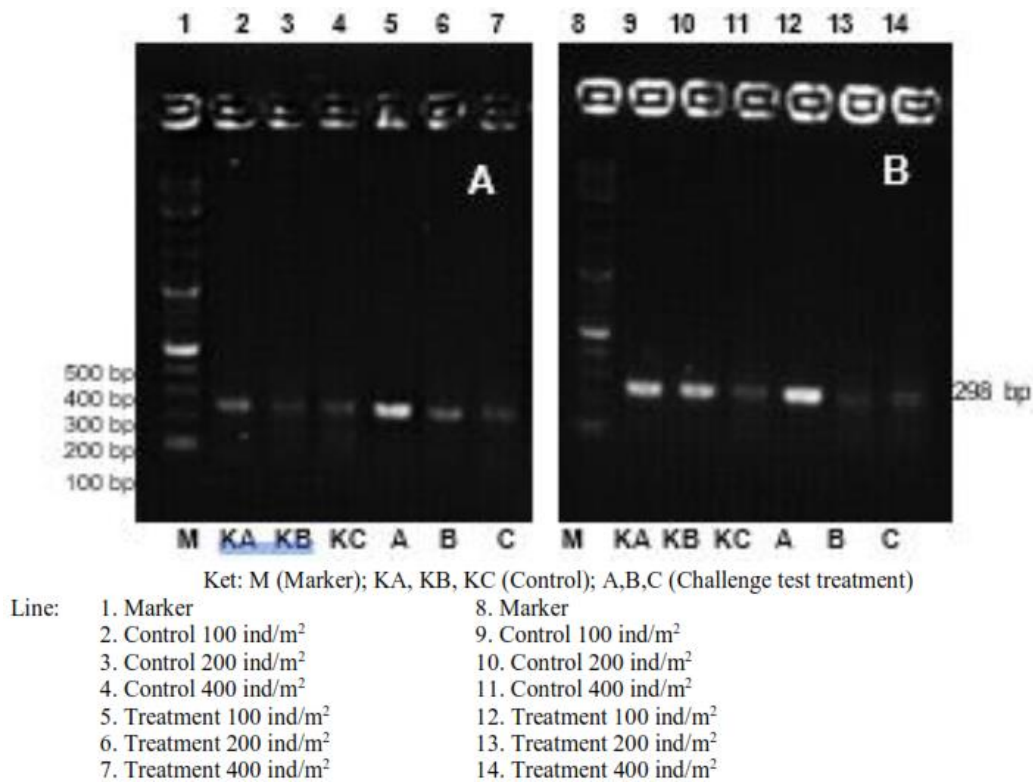 1 2 3 4 5 6 7 8 9 10 11 12 13 14
A B
500 bp
400 bp
300 bp
200 bp
100 bp
298 bp
M KA KB KC A B C M KA KB KC A B C
Ket: M (Marker); KA, KB, KC (Control); A,B,C (Challenge test treatment)
Line: 1. Marker 8. Marker
2. Control 100 ind/m² 9. Control 100 ind/m²
3. Control 200 ind/m² 10. Control 200 ind/m²
4. Control 400 ind/m² 11. Control 400 ind/m²
5. Treatment 100 ind/m² 12. Treatment 100 ind/m²
6. Treatment 200 ind/m² 13. Treatment 200 ind/m²
7. Treatment 400 ind/m² 14. Treatment 400 ind/m²